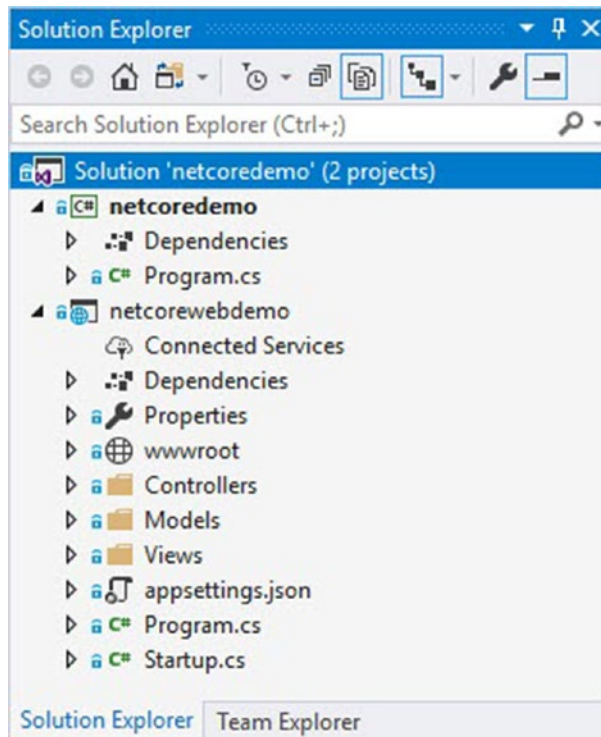 Solution Explorer
Search Solution Explorer (Ctrl+;)
Solution 'netcoredemo' (2 projects)
C# netcoredemo
Dependencies
C# Program.cs
netcorewebdemo
Connected Services
Dependencies
Properties
wwwroot
Controllers
Models
Views
appsettings.json
C# Program.cs
C# Startup.cs
Solution Explorer Team Explorer